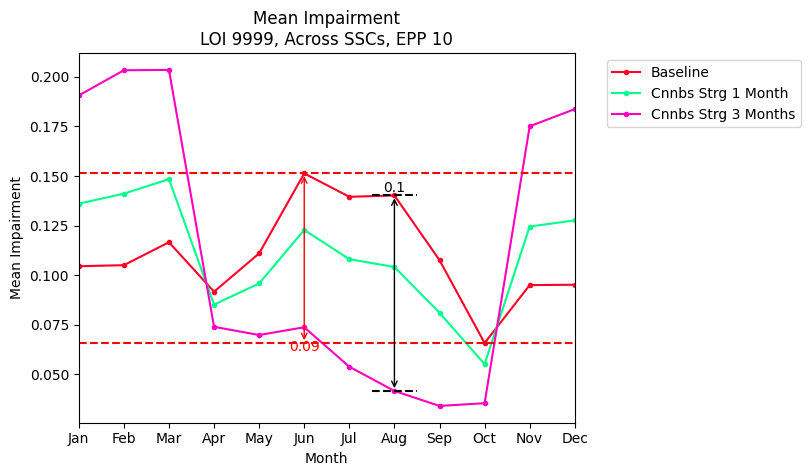 Mean Impairment
LOI 9999, Across SSCs, EPP 10
Mean Impairment
0.200
0.175
0.150
0.125
0.100
0.075
0.050
0.1
0.09
Jan Feb Mar Apr May Jun Jul Aug Sep Oct Nov Dec
Month
Baseline
Cnnbs Strg 1 Month
Cnnbs Strg 3 Months